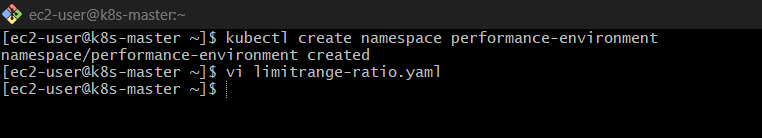 ec2-user@k8s-master:~
[ec2-user@k8s-master ~]$ kubectl create namespace performance-environment
namespace/performance-environment created
[ec2-user@k8s-master ~]$ vi limitrange-ratio.yaml
[ec2-user@k8s-master ~]$